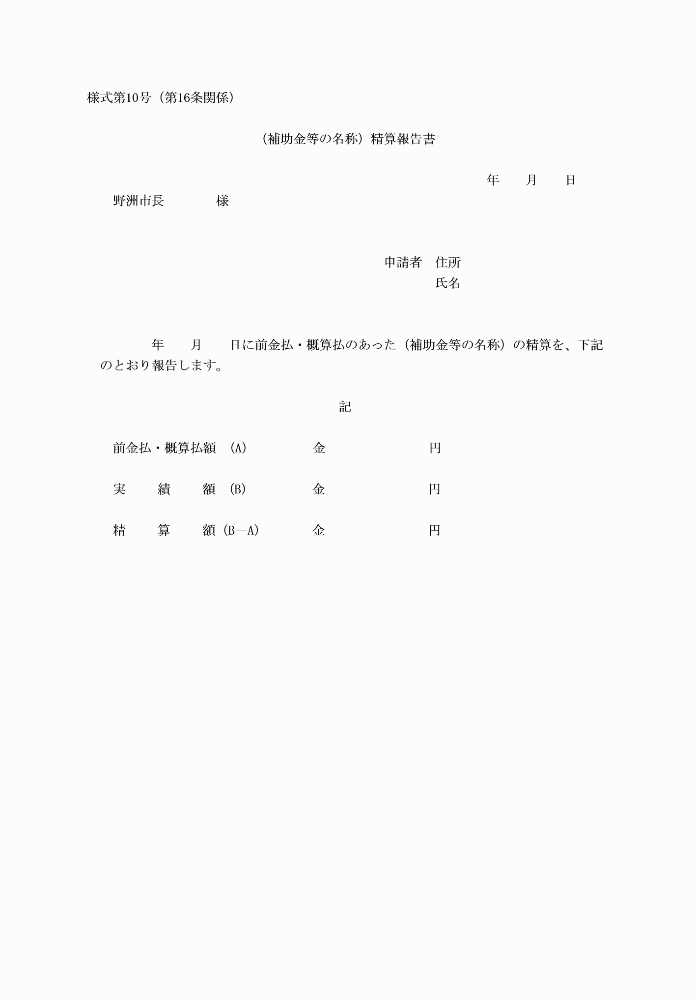 様式第10号（第16条関係）
（補助金等の名称）精算報告書
年　　月　　日
野洲市長　　　　様
申請者　住所
氏名
年　　月　　日に前金払・概算払のあった（補助金等の名称）の精算を、下記
のとおり報告します。
記
前金払・概算払額　（A）　　　　　金　　　　　　　　円
実　　績　　額　（B）　　　　　金　　　　　　　　円
精　　算　　額（B－A）　　　　金　　　　　　　　円